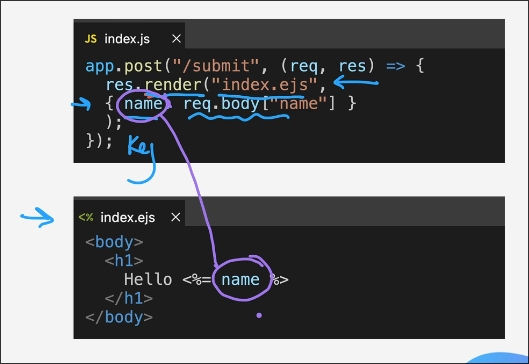 JS index.js ×
app.post("/submit", (req, res) => {
res.render("index.ejs",
{ name req.body["name"] }
);
});
Key
<% index.ejs ×
<body>
<h1>
Hello <%= name %>
</h1>
</body>